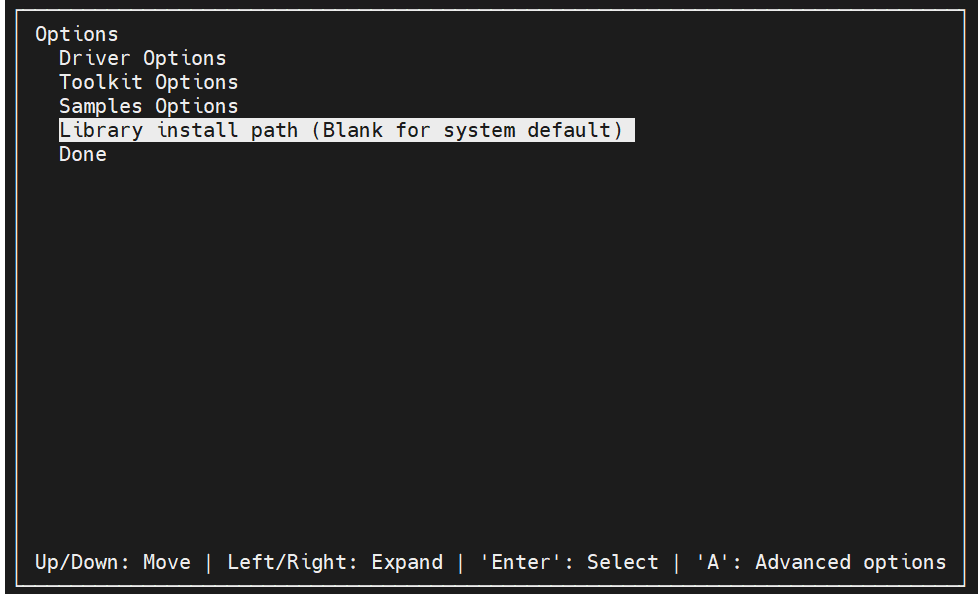 Options
Driver Options
Toolkit Options
Samples Options
Library install path (Blank for system default)
Done
Up/Down: Move | Left/Right: Expand | 'Enter': Select | 'A': Advanced options